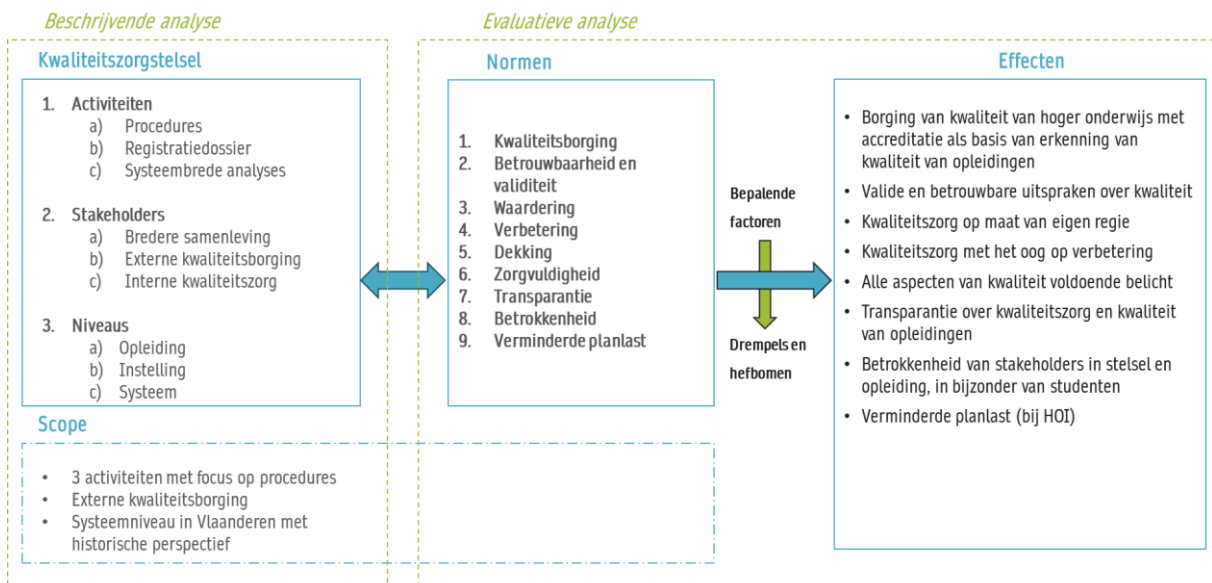 Beschrijvende analyse
Evaluatieve analyse
Kwaliteitszorgstelsel
1. Activiteiten
a) Procedures
b) Registratiedossier
c) Systeembrede analyses
2. Stakeholders
a) Bredere samenleving
b) Externe kwaliteitsborging
c) Interne kwaliteitszorg
3. Niveaus
a) Opleiding
b) Instelling
c) Systeem
Scope
• 3 activiteiten met focus op procedures
• Externe kwaliteitsborging
• Systeemniveau in Vlaanderen met
historische perspectief
Normen
1. Kwaliteitsborging
2. Betrouwbaarheid en
validiteit
3. Waardering
4. Verbetering
5. Dekking
6. Zorgvuldigheid
7. Transparantie
8. Betrokkenheid
9. Verminderde planlast
Bepalende
factoren
Drempels en
hefbomen
Effecten
• Borging van kwaliteit van hoger onderwijs met
accreditatie als basis van erkenning van
kwaliteit van opleidingen
• Valide en betrouwbare uitspraken over kwaliteit
• Kwaliteitszorg op maat van eigen regie
• Kwaliteitszorg met het oog op verbetering
• Alle aspecten van kwaliteit voldoende belicht
• Transparantie over kwaliteitszorg en kwaliteit
van opleidingen
• Betrokkenheid van stakeholders in stelsel en
opleiding, in bijzonder van studenten
• Verminderde planlast (bij HOI)